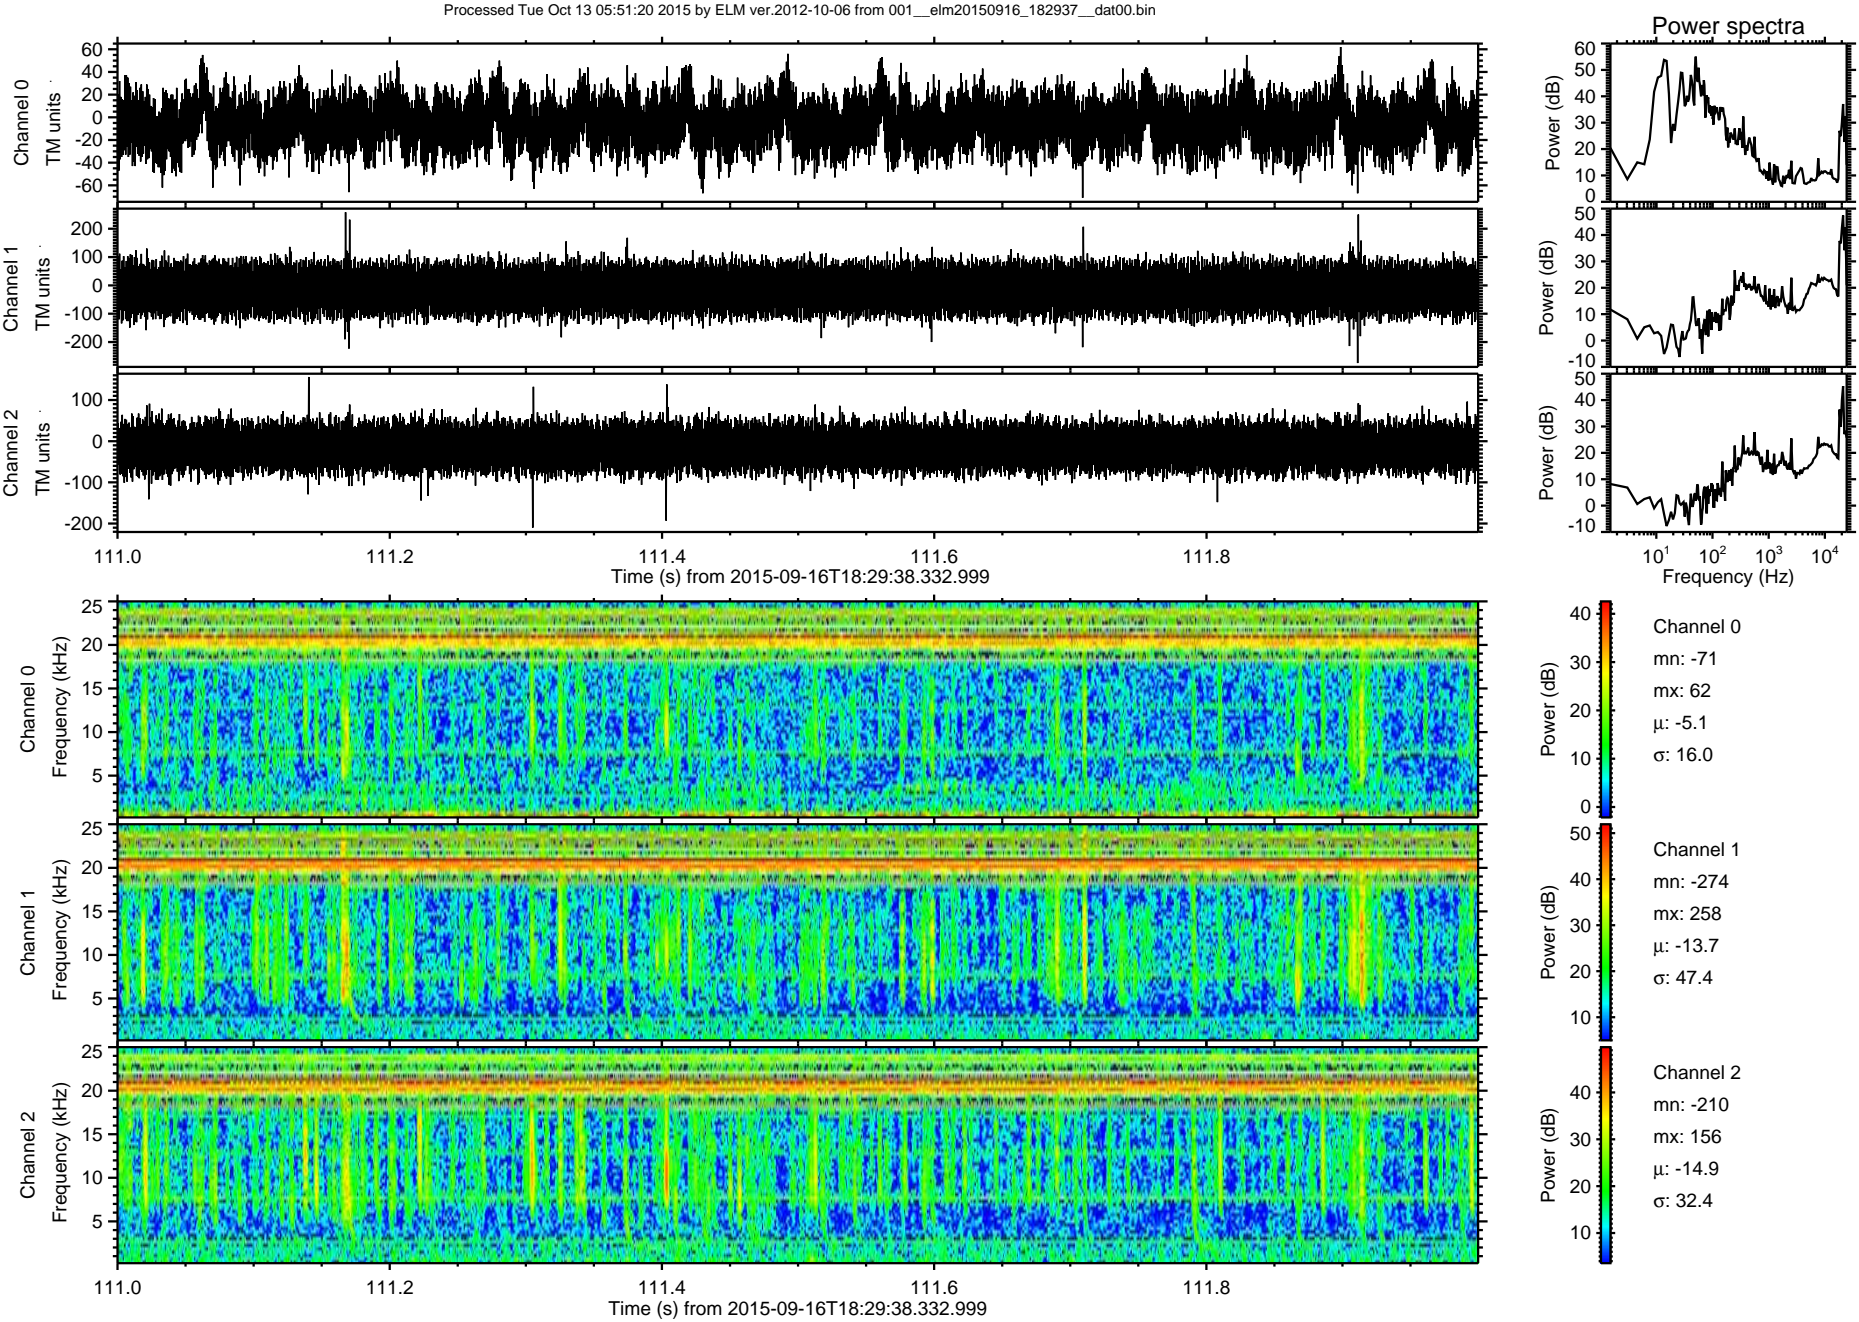 Processed Tue Oct 13 05:51:20 2015 by ELM ver.2012-10-06 from 001__elm20150916_182937__dat00.bin
Power spectra
Channel 0
TM units
60
40
20
0
-20
-40
-60
Power (dB)
60
50
40
30
20
10
0
Channel 1
TM units
200
100
0
-100
-200
Power (dB)
50
40
30
20
10
0
-10
Channel 2
TM units
100
0
-100
-200
Power (dB)
50
40
30
20
10
0
-10
111.0 111.2 111.4 111.6 111.8
Time (s) from 2015-09-16T18:29:38.332.999
10¹ 10² 10³ 10⁴
Frequency (Hz)
Channel 0
Frequency (kHz)
25
20
15
10
5
Power (dB)
40
30
20
10
0
Channel 0
mn: -71
mx: 62
μ: -5.1
σ: 16.0
Channel 1
Frequency (kHz)
25
20
15
10
5
Power (dB)
50
40
30
20
10
Channel 1
mn: -274
mx: 258
μ: -13.7
σ: 47.4
Channel 2
Frequency (kHz)
25
20
15
10
5
Power (dB)
40
30
20
10
Channel 2
mn: -210
mx: 156
μ: -14.9
σ: 32.4
111.0 111.2 111.4 111.6 111.8
Time (s) from 2015-09-16T18:29:38.332.999